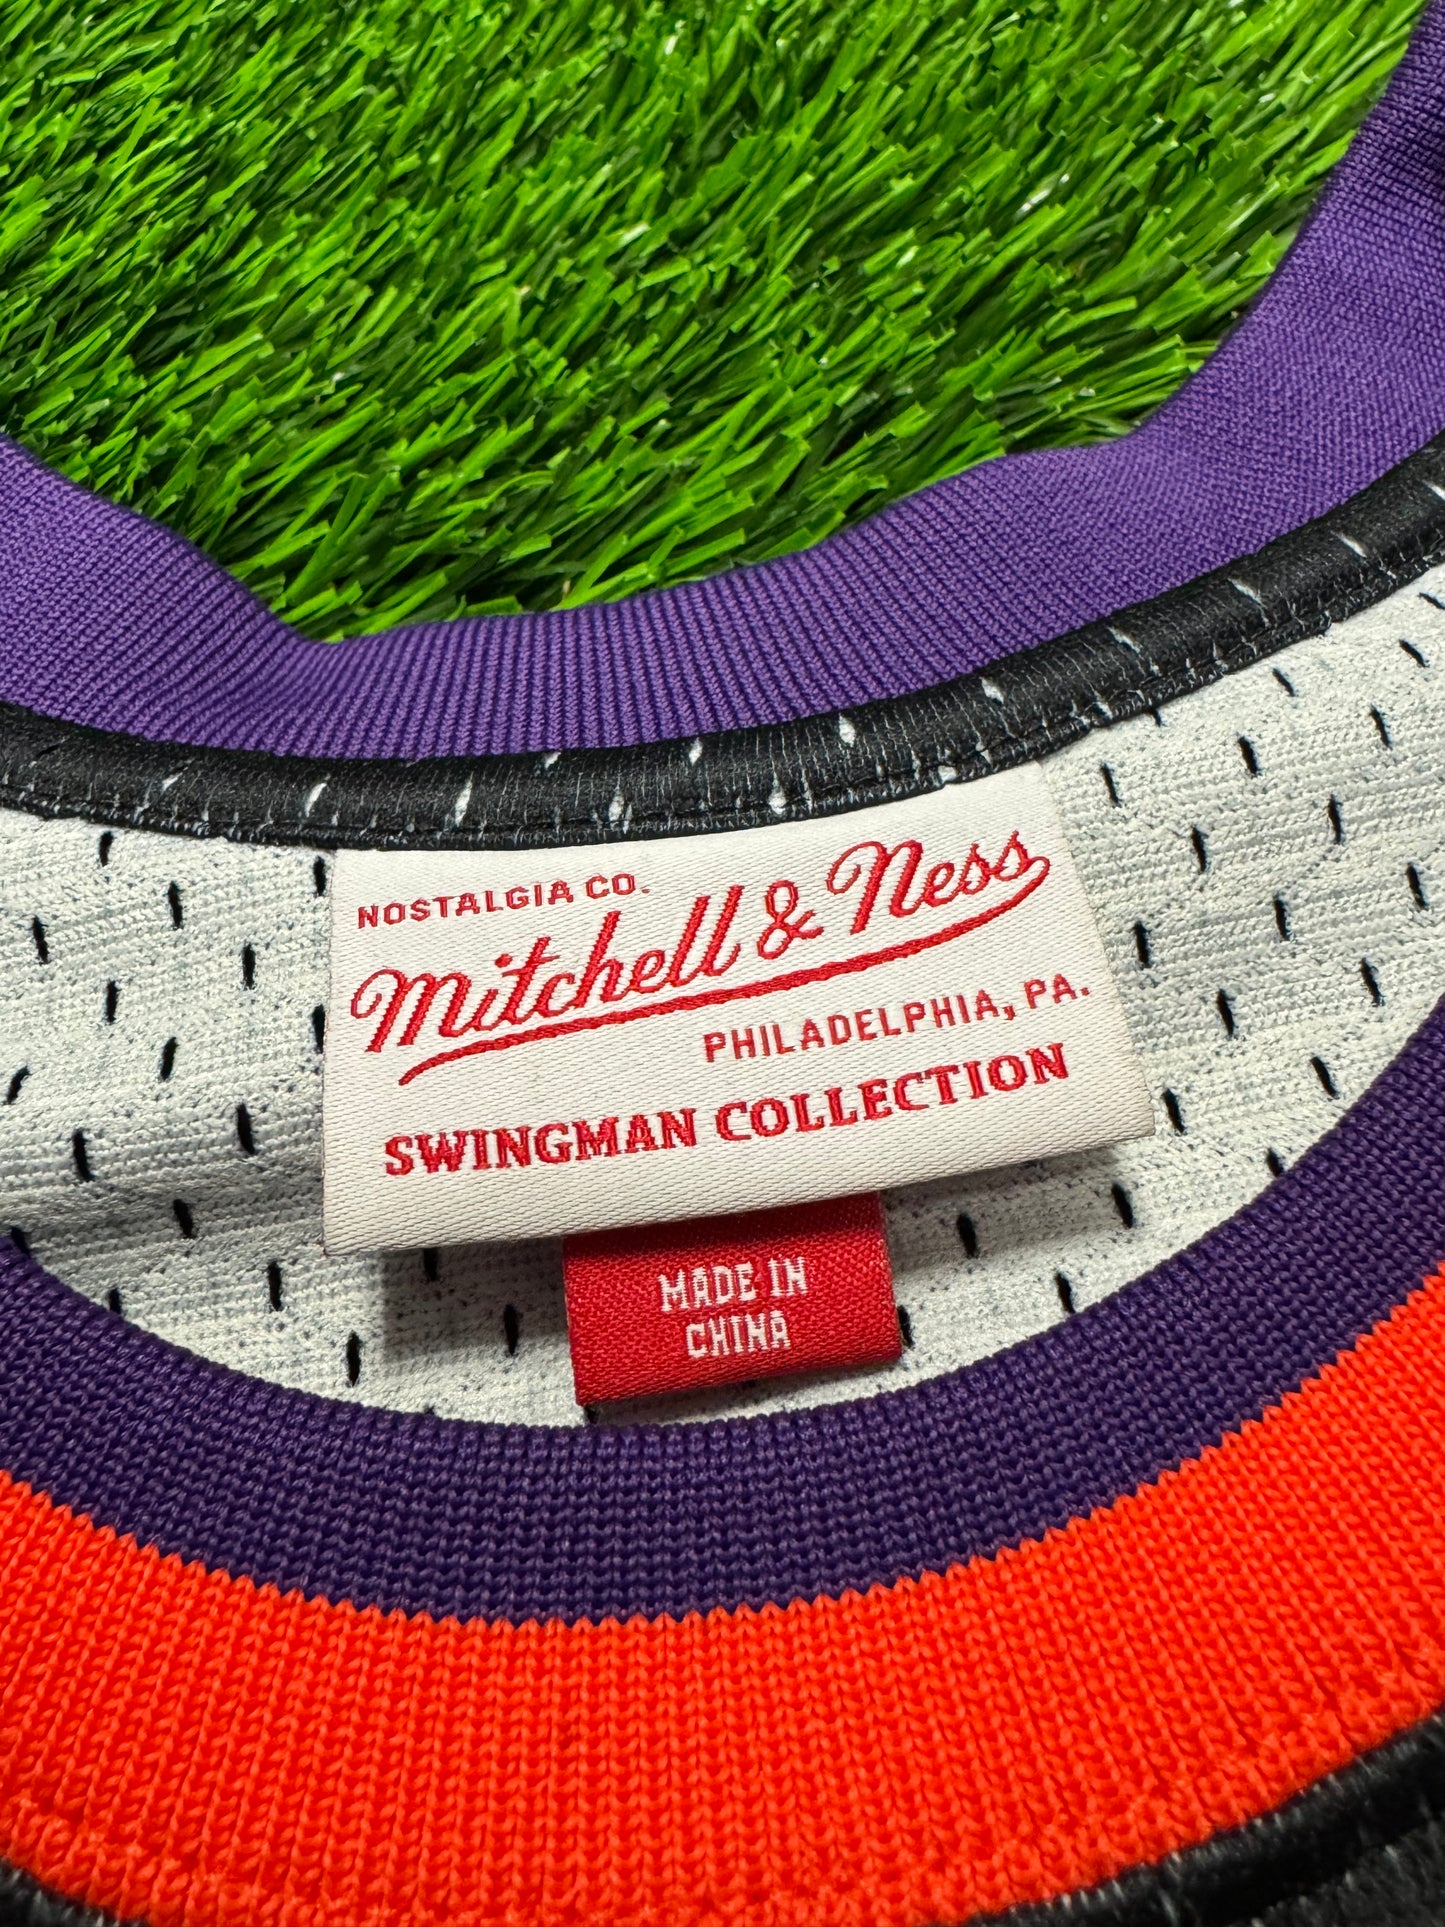 NOSTALGIA CO.
Mitchell & Ness
PHILADELPHIA, PA.
SWINGMAN COLLECTION
MADE IN
CHINA